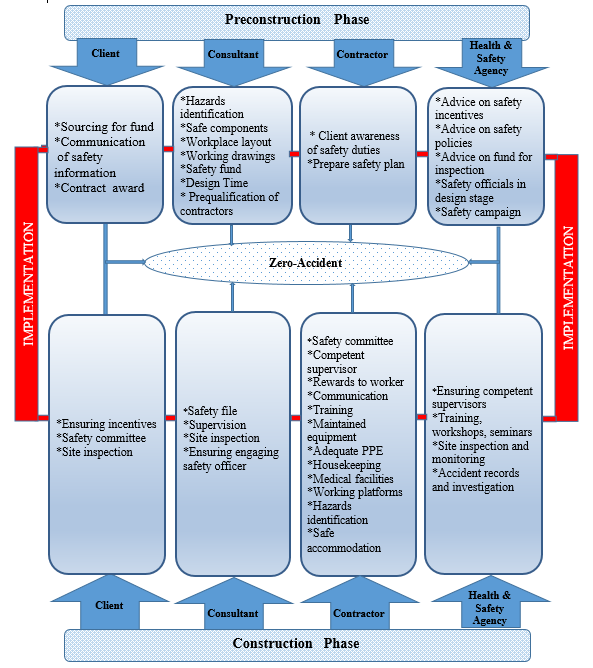 Preconstruction Phase
Client
Consultant
Contractor
Health &
Safety
Agency
*Sourcing for fund
*Communication
of safety
information
*Contract award
*Hazards
identification
*Safe components
*Workplace layout
*Working drawings
*Safety fund
*Design Time
* Prequalification of
contractors
* Client awareness
of safety duties
*Prepare safety plan
*Advice on safety
incentives
*Advice on safety
policies
*Advice on fund for
inspection
*Safety officials in
design stage
*Safety campaign
IMPLEMENTATION
Zero-Accident
IMPLEMENTATION
*Ensuring incentives
*Safety committee
*Site inspection
*Safety file
*Supervision
*Site inspection
*Ensuring engaging
safety officer
*Safety committee
*Competent
supervisor
*Rewards to worker
*Communication
*Training
*Maintained
equipment
*Adequate PPE
*Housekeeping
*Medical facilities
*Working platforms
*Hazards
identification
*Safe
accommodation
*Ensuring competent
supervisors
*Training,
workshops, seminars
*Site inspection and
monitoring
*Accident records
and investigation
Client
Consultant
Contractor
Health &
Safety
Agency
Construction Phase